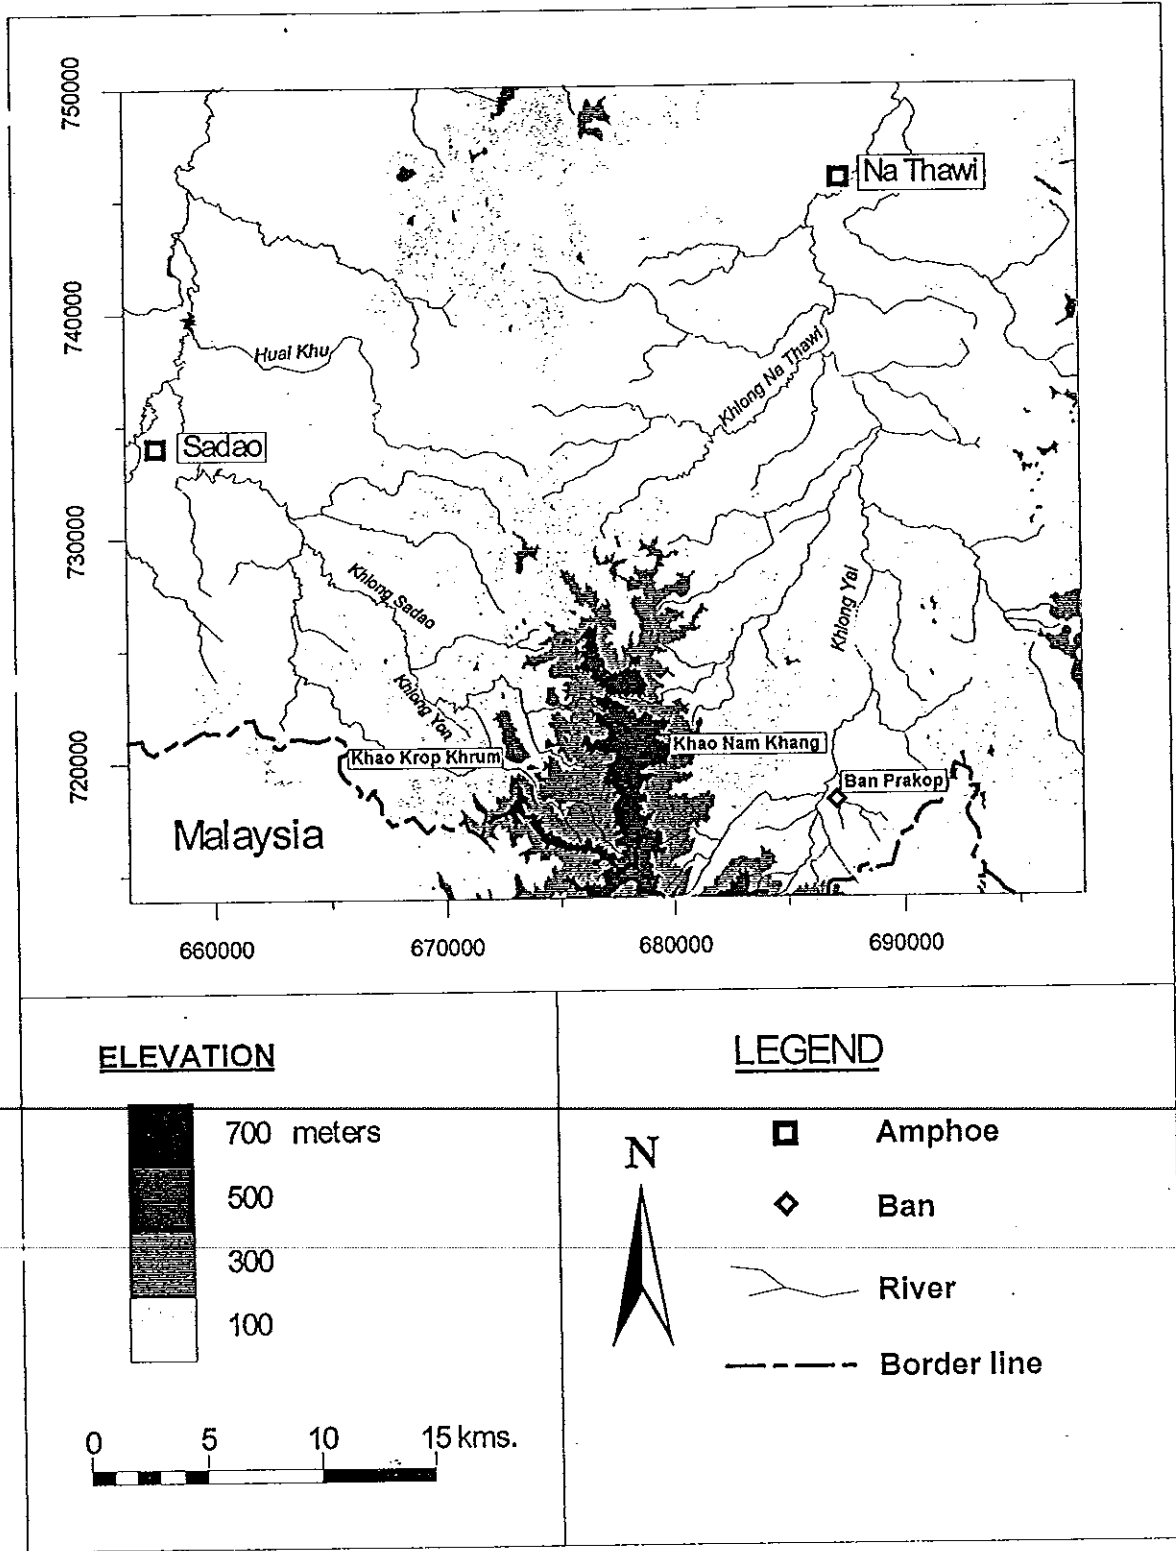 750000
740000
730000
720000
Na Thawi
Hual Khu
Khlong Na Thawi
Sadao
Khlong Sadao
Khlong Yai
Khlong Yon
Khao Krop Khrum
Khao Nam Khang
Ban Prakop
Malaysia
660000
670000
680000
690000
ELEVATION
700 meters
500
300
100
0 5 10 15 kms.
LEGEND
N
Amphoe
Ban
River
Border line